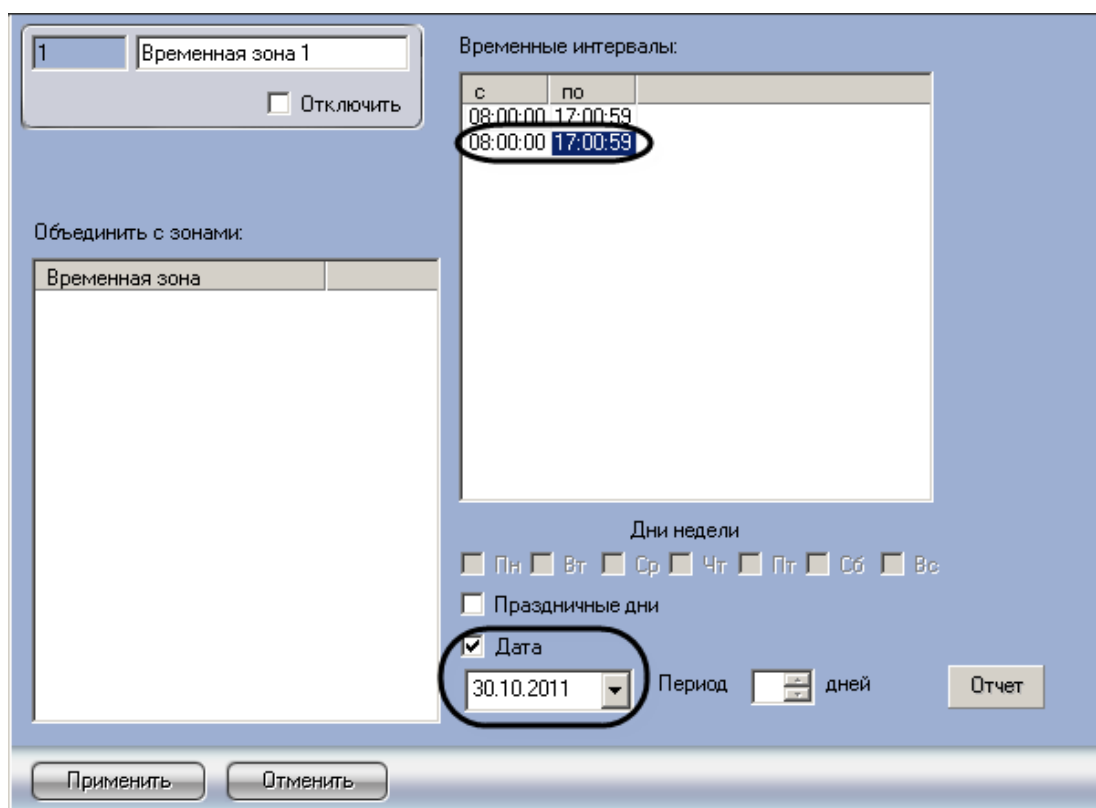 1
Временная зона 1
Отключить
Объединить с зонами:
Временная зона
Временные интервалы:
с по
08:00:00 17:00:59
08:00:00 17:00:59
Дни недели
Пн Вт Ср Чт Пт Сб Вс
Праздничные дни
Дата
30.10.2011 Период дней Отчет
Применить Отменить